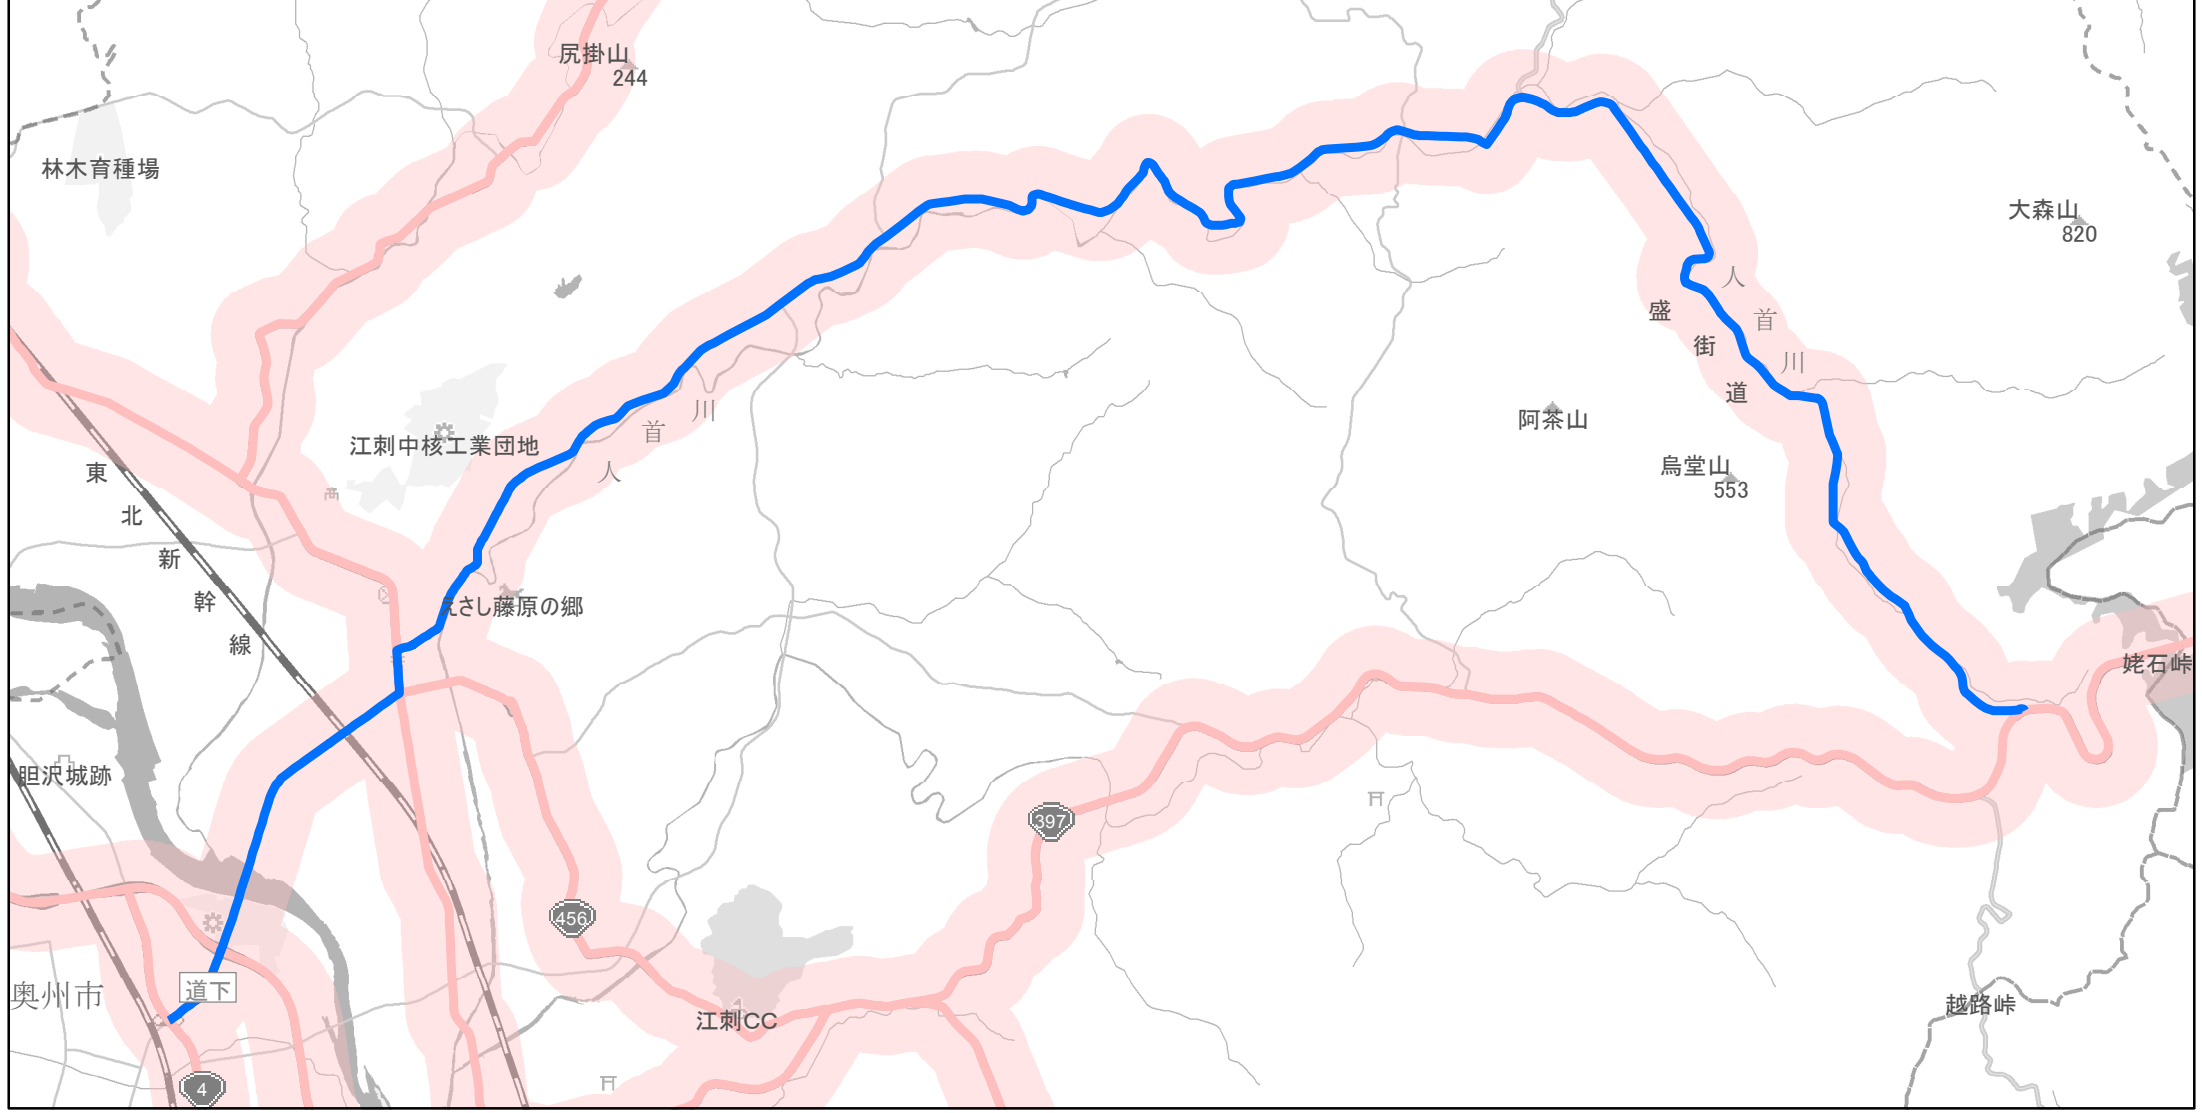 尻掛山
244
林木育種場
大森山
820
人首川
盛街道
江刺中核工業団地
人首川
阿茶山
烏堂山
553
東北新幹線
えさし藤原の郷
姥石峠
胆沢城跡
397
456
道下
奥州市
江刺CC
越路峠
4